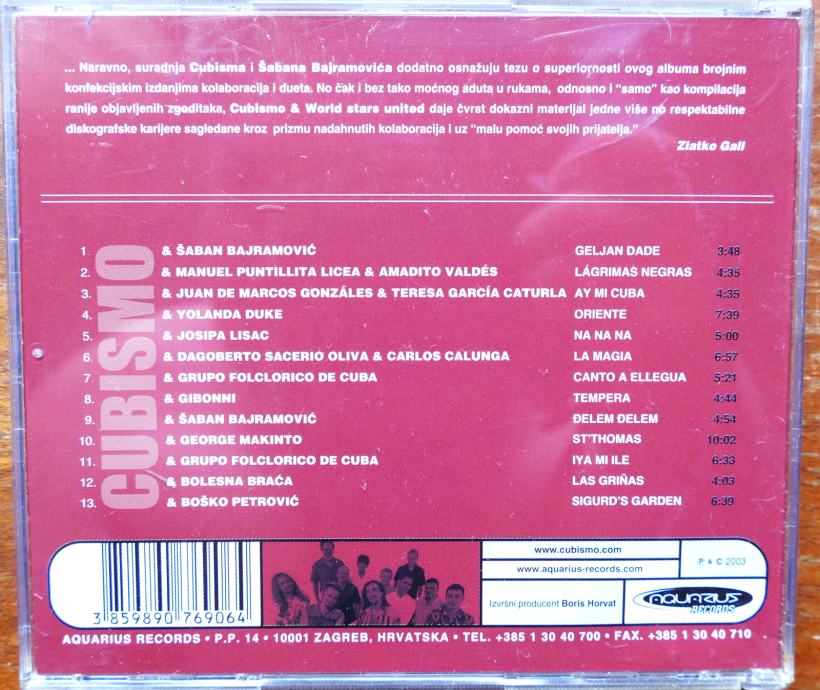 ... Naravno, suradnja Cubisma i Šabana Bajramovića dodatno osnažuju tezu o superiornosti ovog albuma brojnim
konfekcijskim izdanjima kolaboracija i dueta. No čak i bez tako moćnog aduta u rukama, odnosno i "samo" kao kompilacija
ranije objavljenih zgoditaka, Cubismo & World stars united daje čvrst dokazni materijal jedne više no respektabilne
diskografske karijere sagledane kroz prizmu nadahnutih kolaboracija i uz "malu pomoć svojih prijatelja."
Zlatko Gall
CUBISMO
1. & ŠABAN BAJRAMOVIĆ GELJAN DADE 3:48
2. & MANUEL PUNTILLITA LICEA & AMADITO VALDÉS LÁGRIMAS NEGRAS 4:35
3. & JUAN DE MARCOS GONZÁLES & TERESA GARCÍA CATURLA AY MI CUBA 4:35
4. & YOLANDA DUKE ORIENTE 7:39
5. & JOSIPA LISAC NA NA NA 5:00
6 & DAGOBERTO SACERIO OLIVA & CARLOS CALUNGA LA MAGIA 6:57
7 & GRUPO FOLCLORICO DE CUBA CANTO A ELLEGUA 5:21
8. & GIBONNI TEMPERA 4:44
9. & ŠABAN BAJRAMOVIĆ ĐELEM ĐELEM 4:54
10. & GEORGE MAKINTO ST'THOMAS 10:02
11. & GRUPO FOLCLORICO DE CUBA IYA MI ILE 6:33
12. & BOLESNA BRAĆA LAS GRIÑAS 4:03
13. & BOŠKO PETROVIĆ SIGURD'S GARDEN 6:39
3 859890 769064
www.cubismo.com
www.aquarius-records.com
℗ & © 2003
Izvršni producent Boris Horvat
AQUARIUS
RECORDS
AQUARIUS RECORDS • P.P. 14 • 10001 ZAGREB, HRVATSKA • TEL. +385 1 30 40 700 • FAX. +385 1 30 40 710